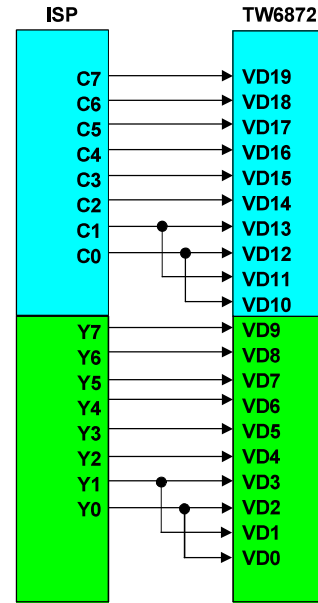 ISP TW6872
C7 VD19
C6 VD18
C5 VD17
C4 VD16
C3 VD15
C2 VD14
C1 VD13
C0 VD12
VD11
VD10
Y7 VD9
Y6 VD8
Y5 VD7
Y4 VD6
Y3 VD5
Y2 VD4
Y1 VD3
Y0 VD2
VD1
VD0